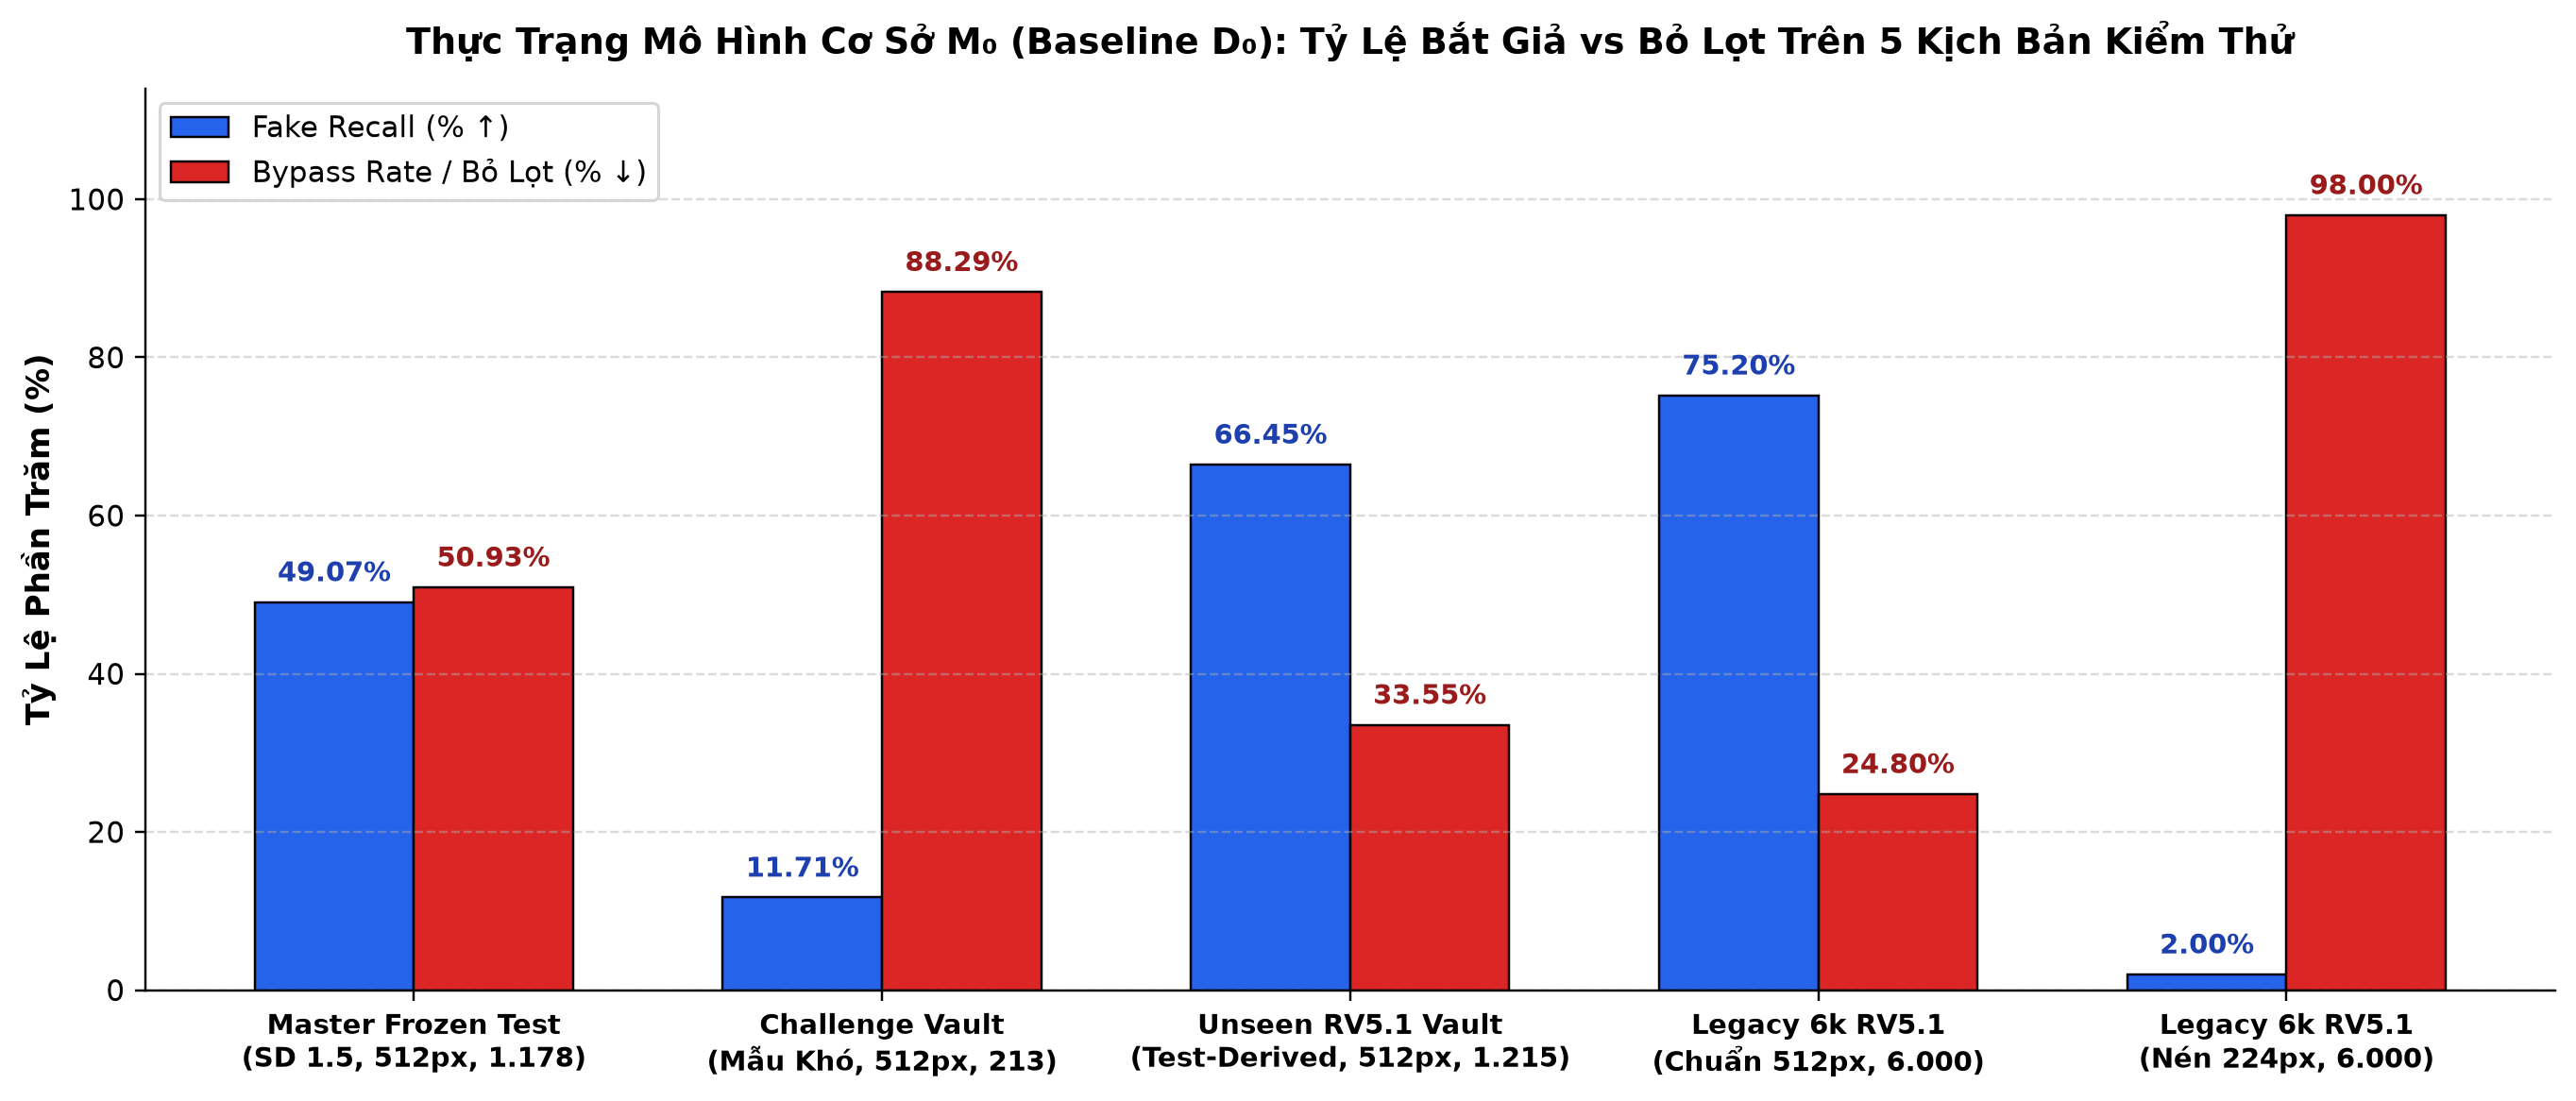 Thực Trạng Mô Hình Cơ Sở M₀ (Baseline D₀): Tỷ Lệ Bắt Giả vs Bỏ Lọt Trên 5 Kịch Bản Kiểm Thử
Fake Recall (% ↑)
Bypass Rate / Bỏ Lọt (% ↓)
Tỷ Lệ Phần Trăm (%)
100
80
60
40
20
0
49.07%
50.93%
11.71%
88.29%
66.45%
33.55%
75.20%
24.80%
2.00%
98.00%
Master Frozen Test
(SD 1.5, 512px, 1.178)
Challenge Vault
(Mẫu Khó, 512px, 213)
Unseen RV5.1 Vault
(Test-Derived, 512px, 1.215)
Legacy 6k RV5.1
(Chuẩn 512px, 6.000)
Legacy 6k RV5.1
(Nén 224px, 6.000)